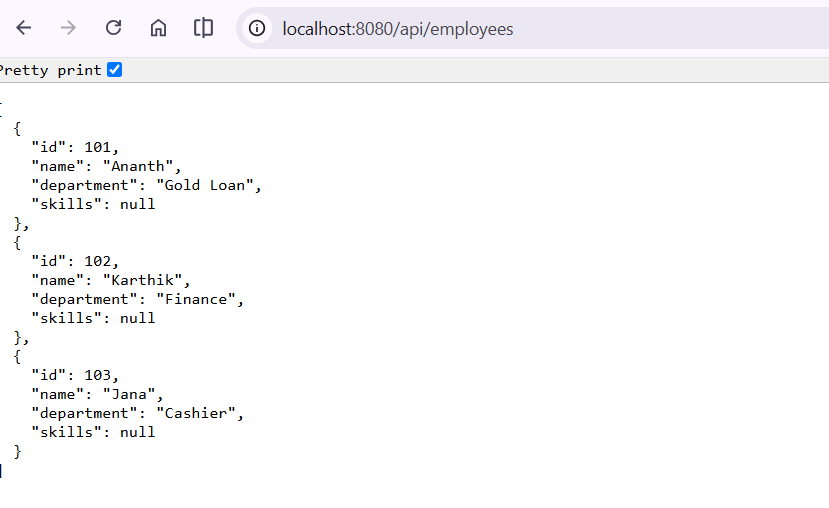 localhost:8080/api/employees
Pretty print
[
{
"id": 101,
"name": "Ananth",
"department": "Gold Loan",
"skills": null
},
{
"id": 102,
"name": "Karthik",
"department": "Finance",
"skills": null
},
{
"id": 103,
"name": "Jana",
"department": "Cashier",
"skills": null
}
]